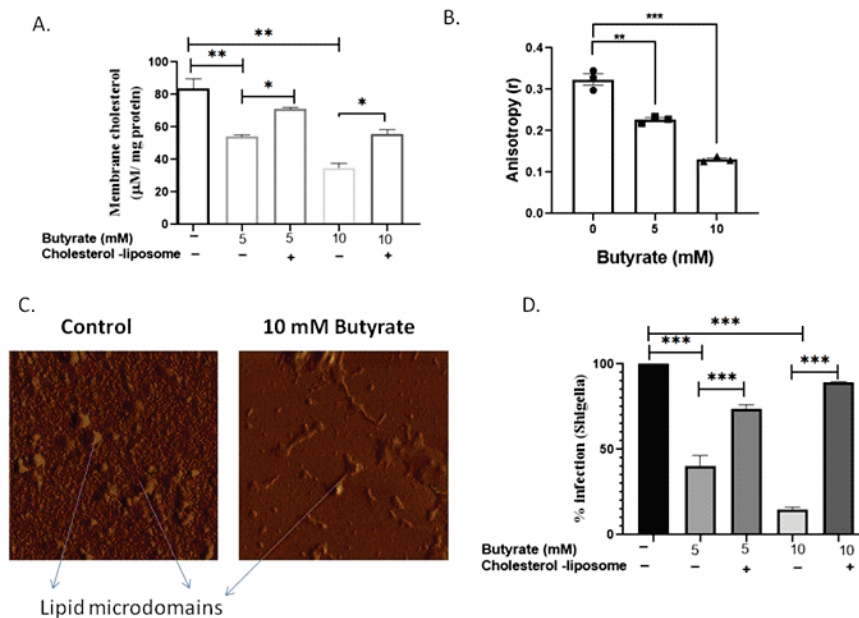 A.
**
**
*
*
Membrane cholesterol
(μM/ mg protein)
100
80
60
40
20
0
Butyrate (mM)
– 5 5 10 10
Cholesterol -liposome
– – + – +
B.
***
**
Anisotropy (r)
0.4
0.3
0.2
0.1
0.0
0 5 10
Butyrate (mM)
C.
Control
10 mM Butyrate
Lipid microdomains
D.
***
***
***
***
% infection (Shigella)
100
50
0
Butyrate (mM)
– 5 5 10 10
Cholesterol -liposome
– – + – +